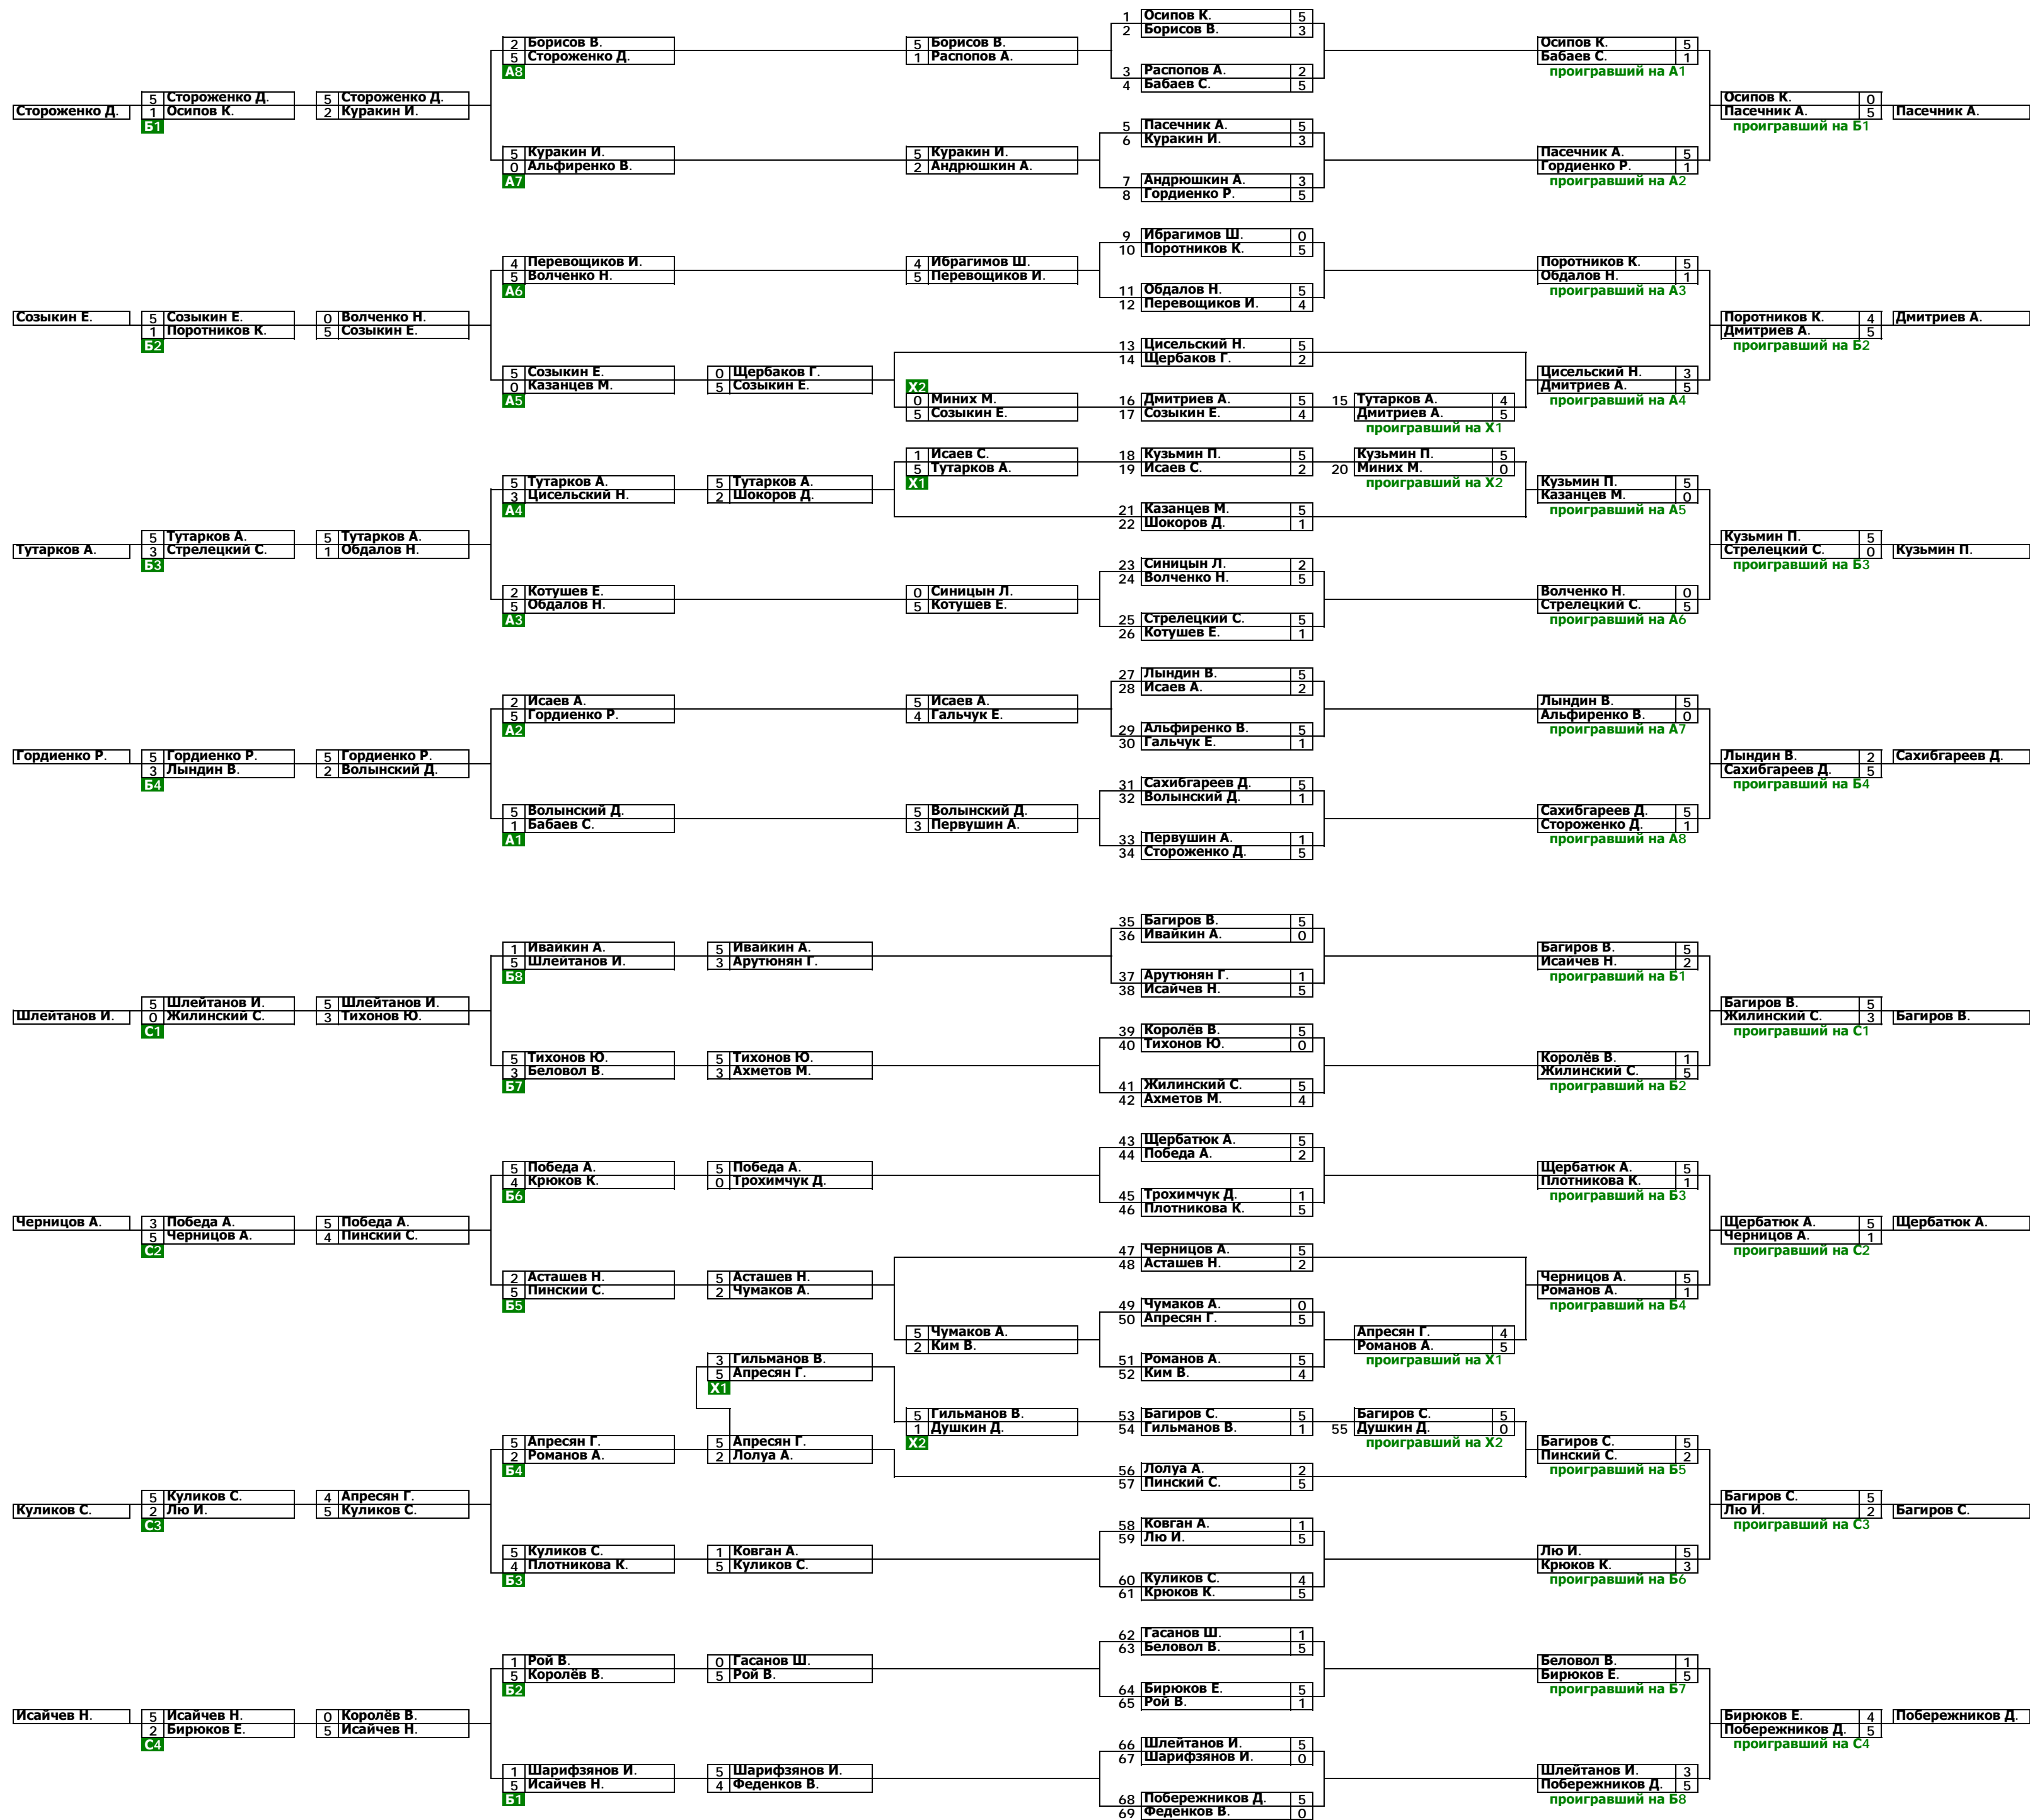 1 Осипов К. 5
2 Борисов В. 3
2 Борисов В. 5 Борисов В. Осипов К. 5
5 Стороженко Д. 1 Распопов А. Бабаев С. 1
А8 3 Распопов А. 2 проигравший на А1
4 Бабаев С. 5
5 Стороженко Д. 5 Стороженко Д. Осипов К. 0
Стороженко Д. 1 Осипов К. 2 Куракин И. Пасечник А. 5 Пасечник А.
Б1 5 Пасечник А. 5 проигравший на Б1
6 Куракин И. 3
5 Куракин И. 5 Куракин И. Пасечник А. 5
0 Альфиренко В. 2 Андрюшкин А. Гордиенко Р. 1
А7 7 Андрюшкин А. 3 проигравший на А2
8 Гордиенко Р. 5
9 Ибрагимов Ш. 0
10 Поротников К. 5
4 Перевощиков И. 4 Ибрагимов Ш. Поротников К. 5
5 Волченко Н. 5 Перевощиков И. Обдалов Н. 1
А6 11 Обдалов Н. 5 проигравший на А3
12 Перевощиков И. 4
Созыкин Е. 5 Созыкин Е. 0 Волченко Н. Поротников К. 4 Дмитриев А.
1 Поротников К. 5 Созыкин Е. Дмитриев А. 5
Б2 13 Цисельский Н. 5 проигравший на Б2
14 Щербаков Г. 2
5 Созыкин Е. 0 Щербаков Г. Цисельский Н. 3
0 Казанцев М. 5 Созыкин Е. Х2 Дмитриев А. 5
А5 0 Миних М. 16 Дмитриев А. 5 15 Тутарков А. 4 проигравший на А4
5 Созыкин Е. 17 Созыкин Е. 4 Дмитриев А. 5
проигравший на Х1
1 Исаев С. 18 Кузьмин П. 5 Кузьмин П. 5
5 Тутарков А. 19 Исаев С. 2 20 Миних М. 0
5 Тутарков А. 5 Тутарков А. Х1 проигравший на Х2 Кузьмин П. 5
3 Цисельский Н. 2 Шокоров Д. Казанцев М. 0
А4 21 Казанцев М. 5 проигравший на А5
22 Шокоров Д. 1
5 Тутарков А. 5 Тутарков А. Кузьмин П. 5
Тутарков А. 3 Стрелецкий С. 1 Обдалов Н. Стрелецкий С. 0 Кузьмин П.
Б3 23 Синицын Л. 2 проигравший на Б3
24 Волченко Н. 5
2 Котушев Е. 0 Синицын Л. Волченко Н. 0
5 Обдалов Н. 5 Котушев Е. Стрелецкий С. 5
А3 25 Стрелецкий С. 5 проигравший на А6
26 Котушев Е. 1
27 Лындин В. 5
28 Исаев А. 2
2 Исаев А. 5 Исаев А. Лындин В. 5
5 Гордиенко Р. 4 Гальчук Е. Альфиренко В. 0
А2 29 Альфиренко В. 5 проигравший на А7
30 Гальчук Е. 1
Гордиенко Р. 5 Гордиенко Р. 5 Гордиенко Р. Лындин В. 2 Сахибгареев Д.
3 Лындин В. 2 Волынский Д. Сахибгареев Д. 5
Б4 31 Сахибгареев Д. 5 проигравший на Б4
32 Волынский Д. 1
5 Волынский Д. 5 Волынский Д. Сахибгареев Д. 5
1 Бабаев С. 3 Первушин А. Стороженко Д. 1
А1 33 Первушин А. 1 проигравший на А8
34 Стороженко Д. 5
35 Багиров В. 5
36 Ивайкин А. 0
1 Ивайкин А. 5 Ивайкин А. Багиров В. 5
5 Шлейтанов И. 3 Арутюнян Г. Исайчев Н. 2
Б8 37 Арутюнян Г. 1 проигравший на Б1
38 Исайчев Н. 5
5 Шлейтанов И. 5 Шлейтанов И. Багиров В. 5
Шлейтанов И. 0 Жилинский С. 3 Тихонов Ю. Жилинский С. 3 Багиров В.
С1 39 Королёв В. 5 проигравший на С1
40 Тихонов Ю. 0
5 Тихонов Ю. 5 Тихонов Ю. Королёв В. 1
3 Беловол В. 3 Ахметов М. Жилинский С. 5
Б7 41 Жилинский С. 5 проигравший на Б2
42 Ахметов М. 4
43 Щербатюк А. 5
44 Победа А. 2
5 Победа А. 5 Победа А. Щербатюк А. 5
4 Крюков К. 0 Трохимчук Д. Плотникова К. 1
Б6 45 Трохимчук Д. 1 проигравший на Б3
46 Плотникова К. 5
Черницов А. 3 Победа А. 5 Победа А. Щербатюк А. 5 Щербатюк А.
5 Черницов А. 4 Пинский С. Черницов А. 1
С2 47 Черницов А. 5 проигравший на С2
48 Асташев Н. 2
2 Асташев Н. 5 Асташев Н. Черницов А. 5
5 Пинский С. 2 Чумаков А. Романов А. 1
Б5 49 Чумаков А. 0 проигравший на Б4
50 Апресян Г. 5
5 Чумаков А. Апресян Г. 4
2 Ким В. Романов А. 5
3 Гильманов В. 51 Романов А. 5 проигравший на Х1
5 Апресян Г. 52 Ким В. 4
Х1
5 Гильманов В. 53 Багиров С. 5 Багиров С. 5
1 Душкин Д. 54 Гильманов В. 1 55 Душкин Д. 0
5 Апресян Г. 5 Апресян Г. Х2 проигравший на Х2 Багиров С. 5
2 Романов А. 2 Лолуа А. Пинский С. 2
Б4 56 Лолуа А. 2 проигравший на Б5
57 Пинский С. 5
5 Куликов С. 4 Апресян Г. Багиров С. 5
Куликов С. 2 Лю И. 5 Куликов С. Лю И. 2 Багиров С.
С3 58 Ковган А. 1 проигравший на С3
59 Лю И. 5
5 Куликов С. 1 Ковган А. Лю И. 5
4 Плотникова К. 5 Куликов С. Крюков К. 3
Б3 60 Куликов С. 4 проигравший на Б6
61 Крюков К. 5
62 Гасанов Ш. 1
63 Беловол В. 5
1 Рой В. 0 Гасанов Ш. Беловол В. 1
5 Королёв В. 5 Рой В. Бирюков Е. 5
Б2 64 Бирюков Е. 5 проигравший на Б7
65 Рой В. 1
Исайчев Н. 5 Исайчев Н. 0 Королёв В. Бирюков Е. 4 Побережников Д.
2 Бирюков Е. 5 Исайчев Н. Побережников Д. 5
С4 66 Шлейтанов И. 5 проигравший на С4
67 Шарифзянов И. 0
1 Шарифзянов И. 5 Шарифзянов И. Шлейтанов И. 3
5 Исайчев Н. 4 Феденков В. Побережников Д. 5
Б1 68 Побережников Д. 5 проигравший на Б8
69 Феденков В. 0